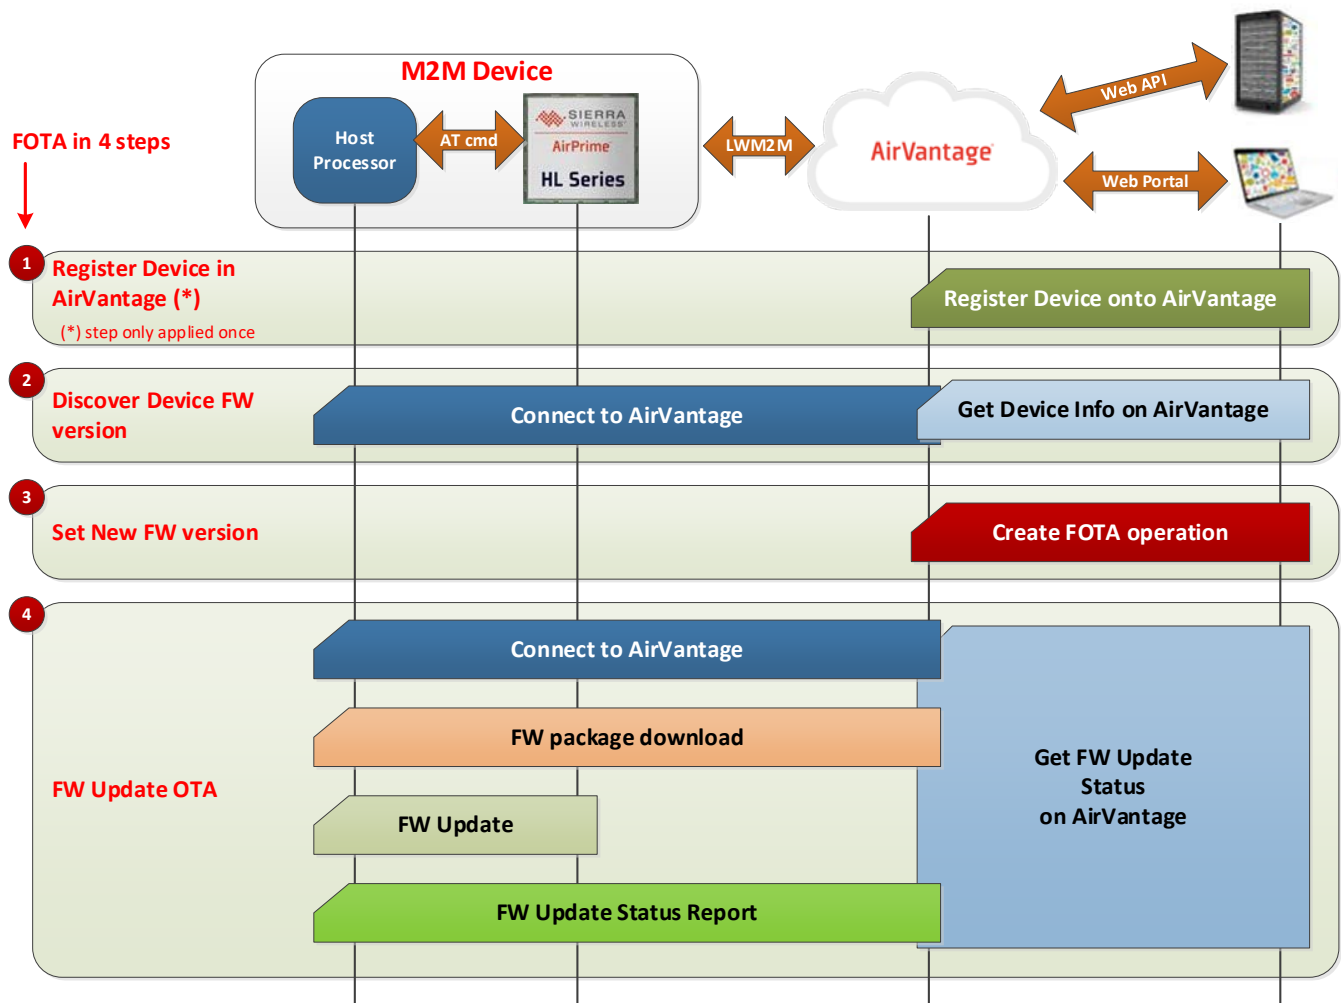 M2M Device
Host
Processor
AT cmd
SIERRA
WIRELESS
AirPrime
HL Series
LWM2M
AirVantage
Web API
Web Portal
FOTA in 4 steps
1
Register Device in
AirVantage (*)
(*) step only applied once
Register Device onto AirVantage
2
Discover Device FW
version
Connect to AirVantage
Get Device Info on AirVantage
3
Set New FW version
Create FOTA operation
4
FW Update OTA
Connect to AirVantage
FW package download
FW Update
FW Update Status Report
Get FW Update
Status
on AirVantage